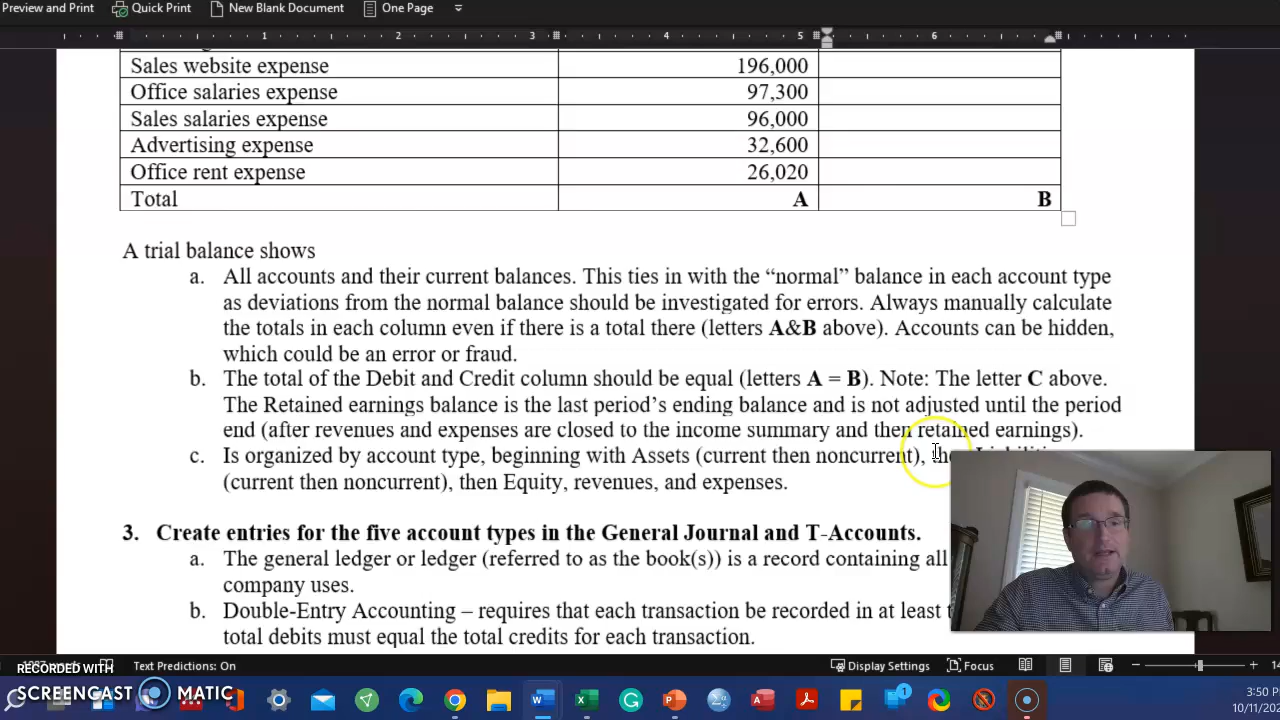 Preview and Print Quick Print New Blank Document One Page
1 2 3 4 5 6
Sales website expense 196,000
Office salaries expense 97,300
Sales salaries expense 96,000
Advertising expense 32,600
Office rent expense 26,020
Total A B
A trial balance shows
a. All accounts and their current balances. This ties in with the “normal” balance in each account type
as deviations from the normal balance should be investigated for errors. Always manually calculate
the totals in each column even if there is a total there (letters A&B above). Accounts can be hidden,
which could be an error or fraud.
b. The total of the Debit and Credit column should be equal (letters A = B). Note: The letter C above.
The Retained earnings balance is the last period’s ending balance and is not adjusted until the period
end (after revenues and expenses are closed to the income summary and then retained earnings).
c. Is organized by account type, beginning with Assets (current then noncurrent),
(current then noncurrent), then Equity, revenues, and expenses.
3. Create entries for the five account types in the General Journal and T-Accounts.
a. The general ledger or ledger (referred to as the book(s)) is a record containing all
company uses.
b. Double-Entry Accounting – requires that each transaction be recorded in at least
total debits must equal the total credits for each transaction.
Text Predictions: On Display Settings Focus
RECORDED WITH
SCREENCAST MATIC
1
3:50 P
10/11/202